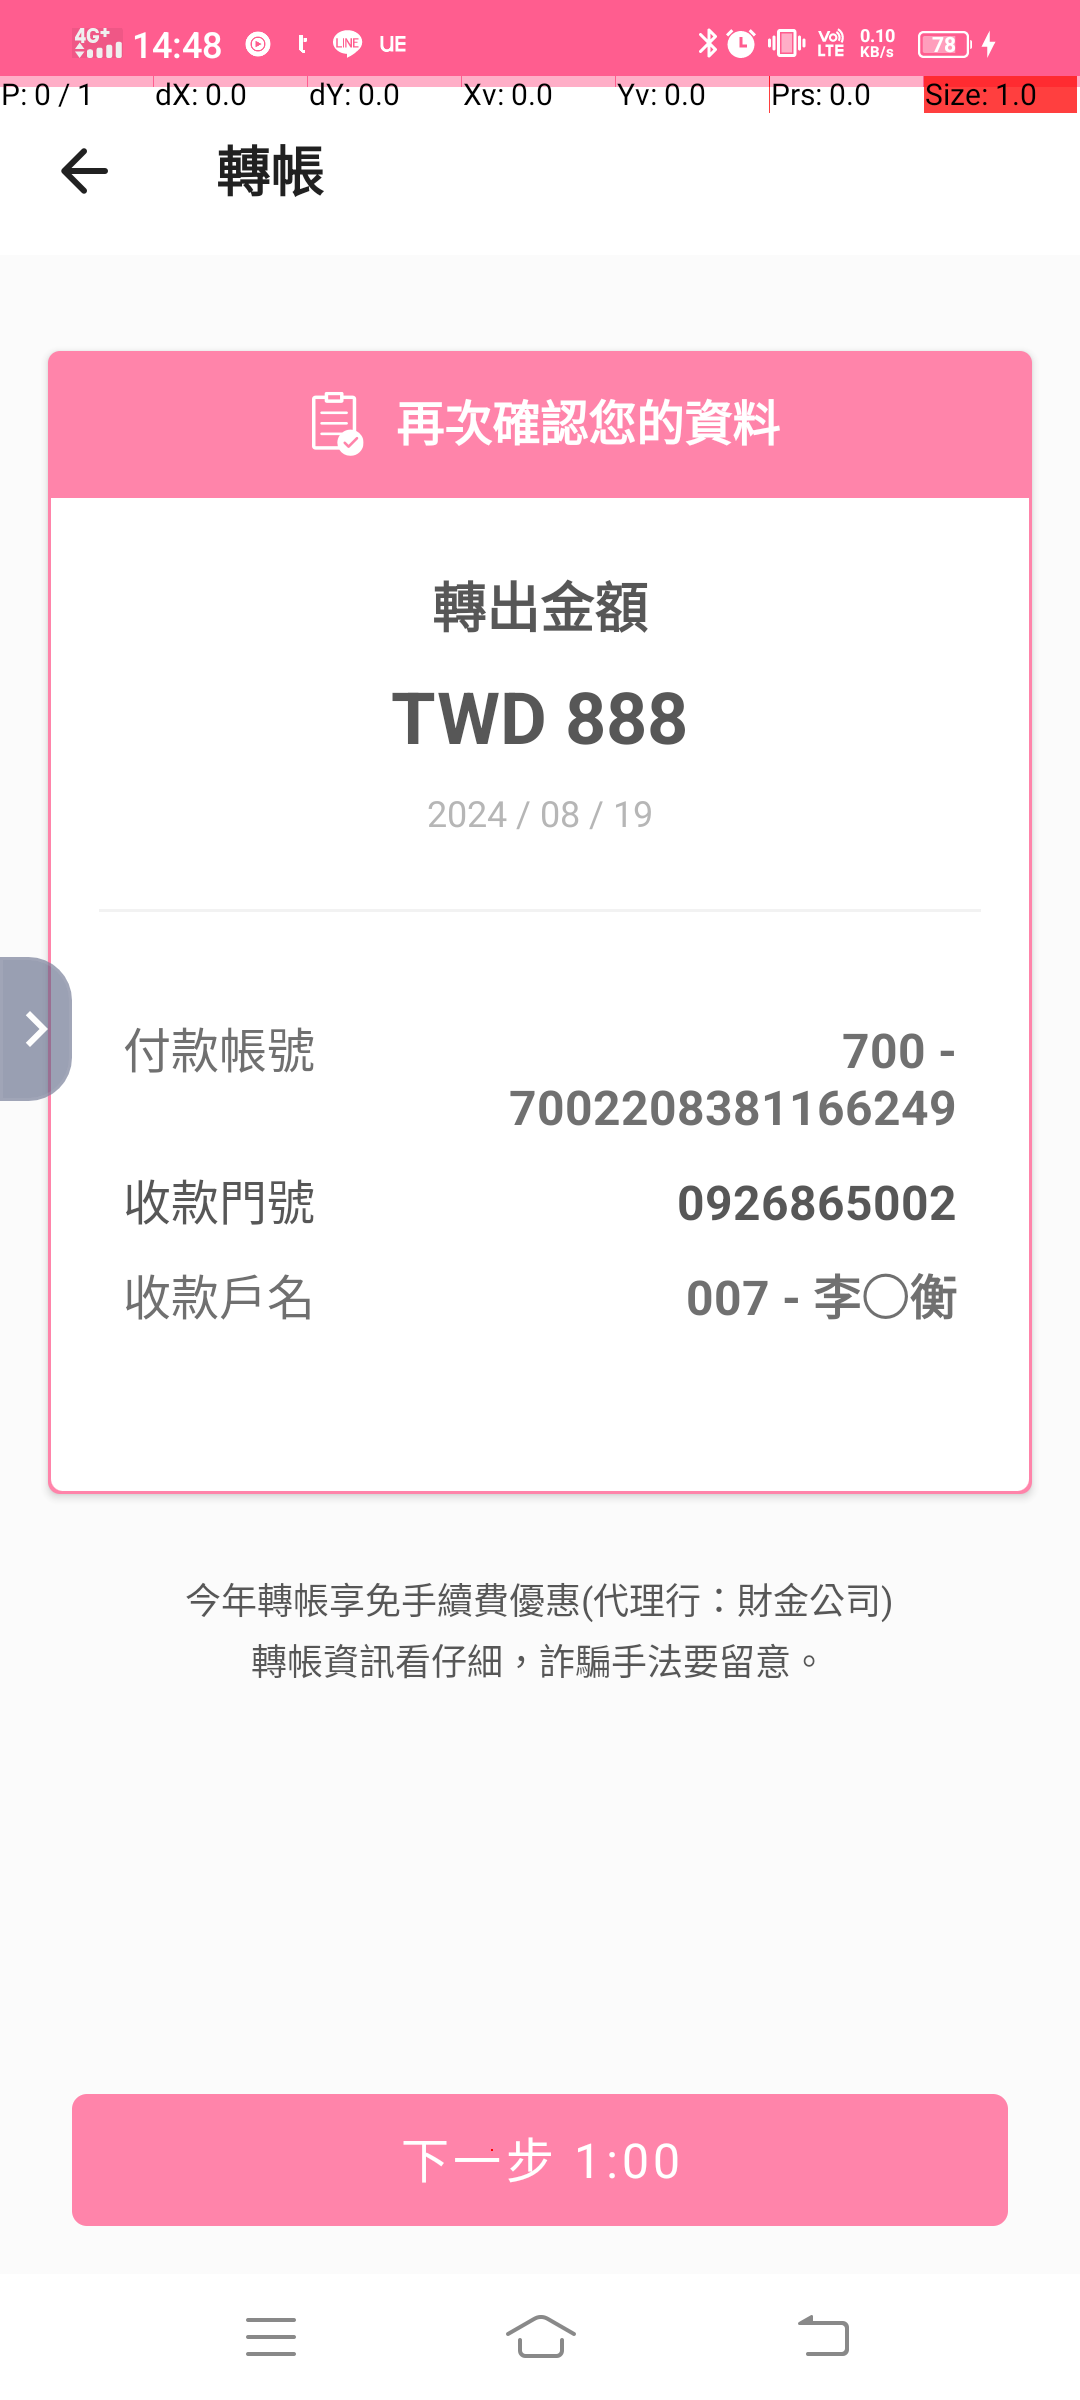 4G+ 14:48 t LINE UE Vo)) LTE 0.10 KB/s 78
P: 0 / 1 dX: 0.0 dY: 0.0 Xv: 0.0 Yv: 0.0 Prs: 0.0 Size: 1.0
轉帳
再次確認您的資料
轉出金額
TWD 888
2024 / 08 / 19
付款帳號 700 -
7002208381166249
收款門號 0926865002
收款戶名 007 - 李〇衡
今年轉帳享免手續費優惠(代理行：財金公司)
轉帳資訊看仔細，詐騙手法要留意。
下一步 1:00